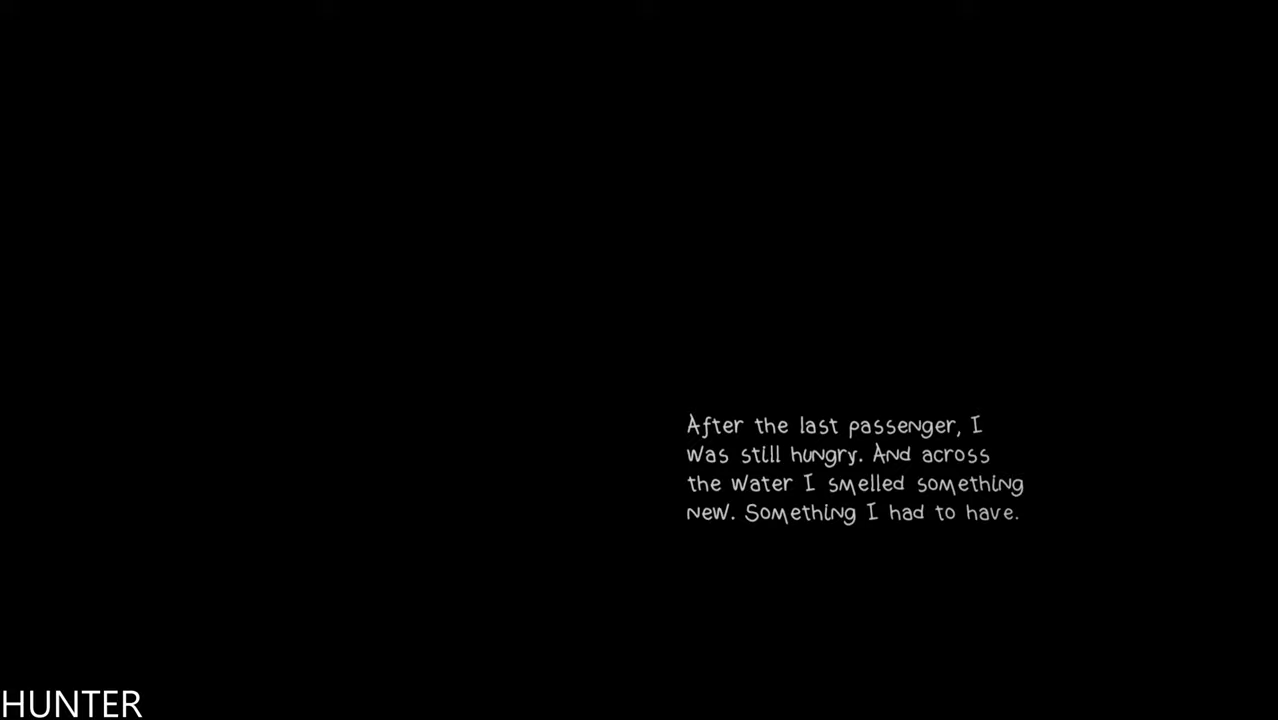 After the last passenger, I
was still hungry. And across
the water I smelled something
new. Something I had to have.
HUNTER